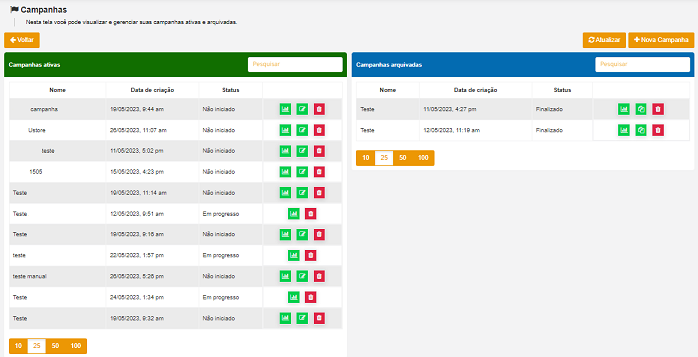 Campanhas
Nesta tela você pode visualizar e gerenciar suas campanhas ativas e arquivadas.
Voltar
Atualizar
Nova Campanha
Campanhas ativas
Pesquisar
Nome Data de criação Status
campanha 19/05/2023, 9:44 am Não iniciado
Ustore 26/05/2023, 11:07 am Não iniciado
teste 11/05/2023, 5:02 pm Não iniciado
1505 15/05/2023, 4:23 pm Não iniciado
Teste 19/05/2023, 11:14 am Não iniciado
Teste 12/05/2023, 9:51 am Em progresso
Teste 19/05/2023, 9:16 am Não iniciado
teste 22/05/2023, 1:57 pm Em progresso
teste manual 26/05/2023, 5:26 pm Não iniciado
Teste 24/05/2023, 1:34 pm Em progresso
Teste 19/05/2023, 9:32 am Não iniciado
10 25 50 100
Campanhas arquivadas
Pesquisar
Nome Data de criação Status
Teste 11/05/2023, 4:27 pm Finalizado
Teste 12/05/2023, 11:19 am Finalizado
10 25 50 100